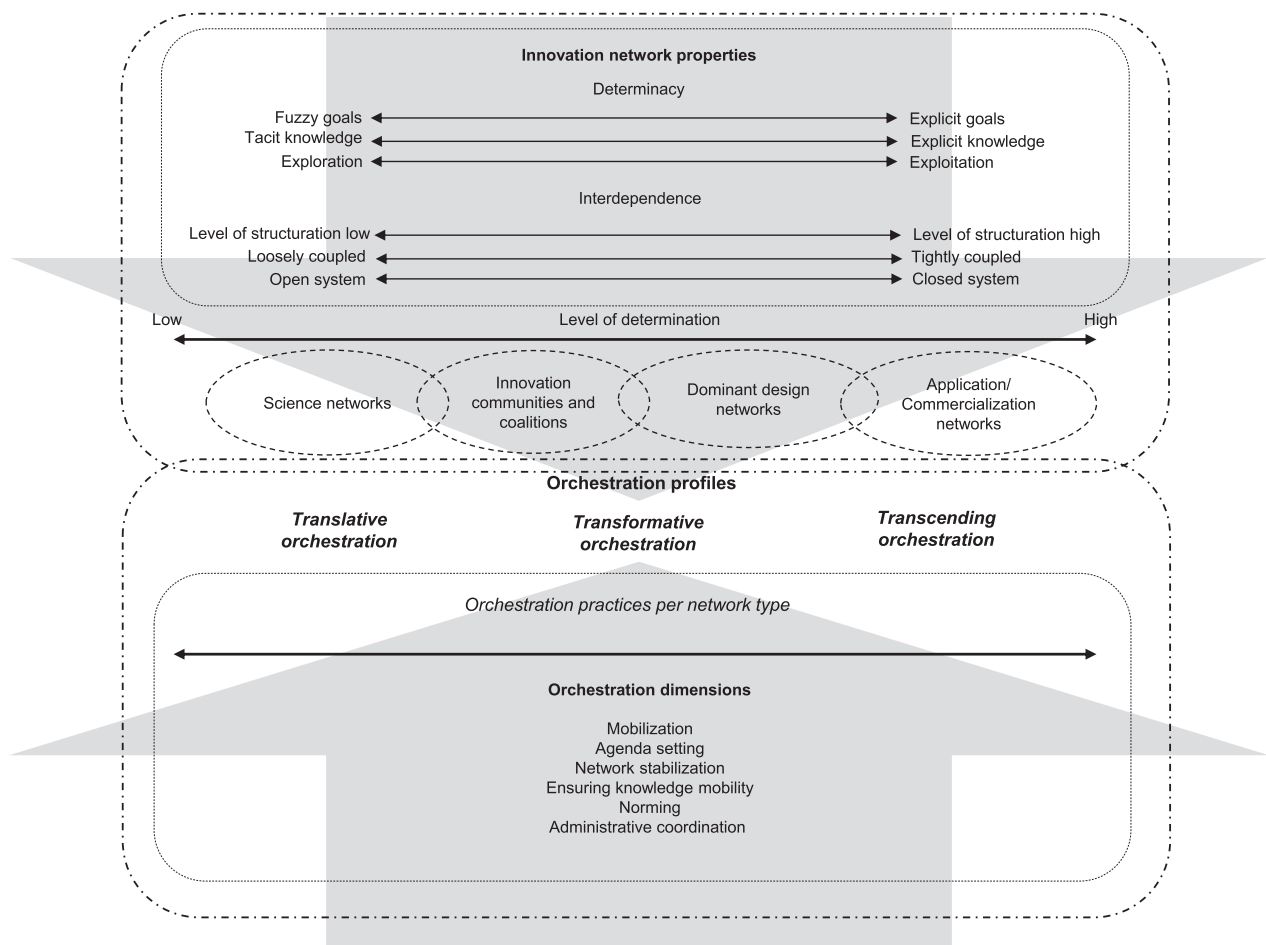 Innovation network properties
Determinacy
Fuzzy goals Explicit goals
Tacit knowledge Explicit knowledge
Exploration Exploitation
Interdependence
Level of structuration low Level of structuration high
Loosely coupled Tightly coupled
Open system Closed system
Low Level of determination High
Science networks
Innovation
communities and
coalitions
Dominant design
networks
Application/
Commercialization
networks
Orchestration profiles
Translative
orchestration
Transformative
orchestration
Transcending
orchestration
Orchestration practices per network type
Orchestration dimensions
Mobilization
Agenda setting
Network stabilization
Ensuring knowledge mobility
Norming
Administrative coordination